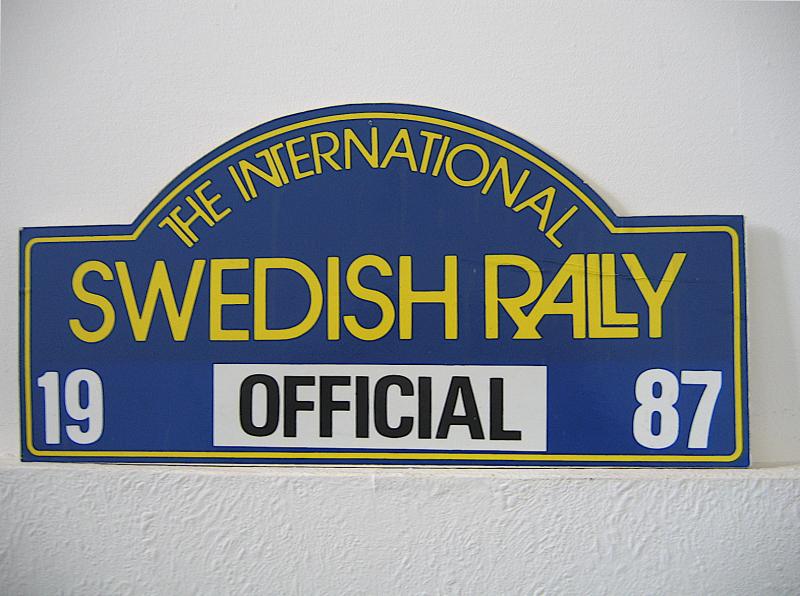 THE INTERNATIONAL
SWEDISH RALLY
19 OFFICIAL 87